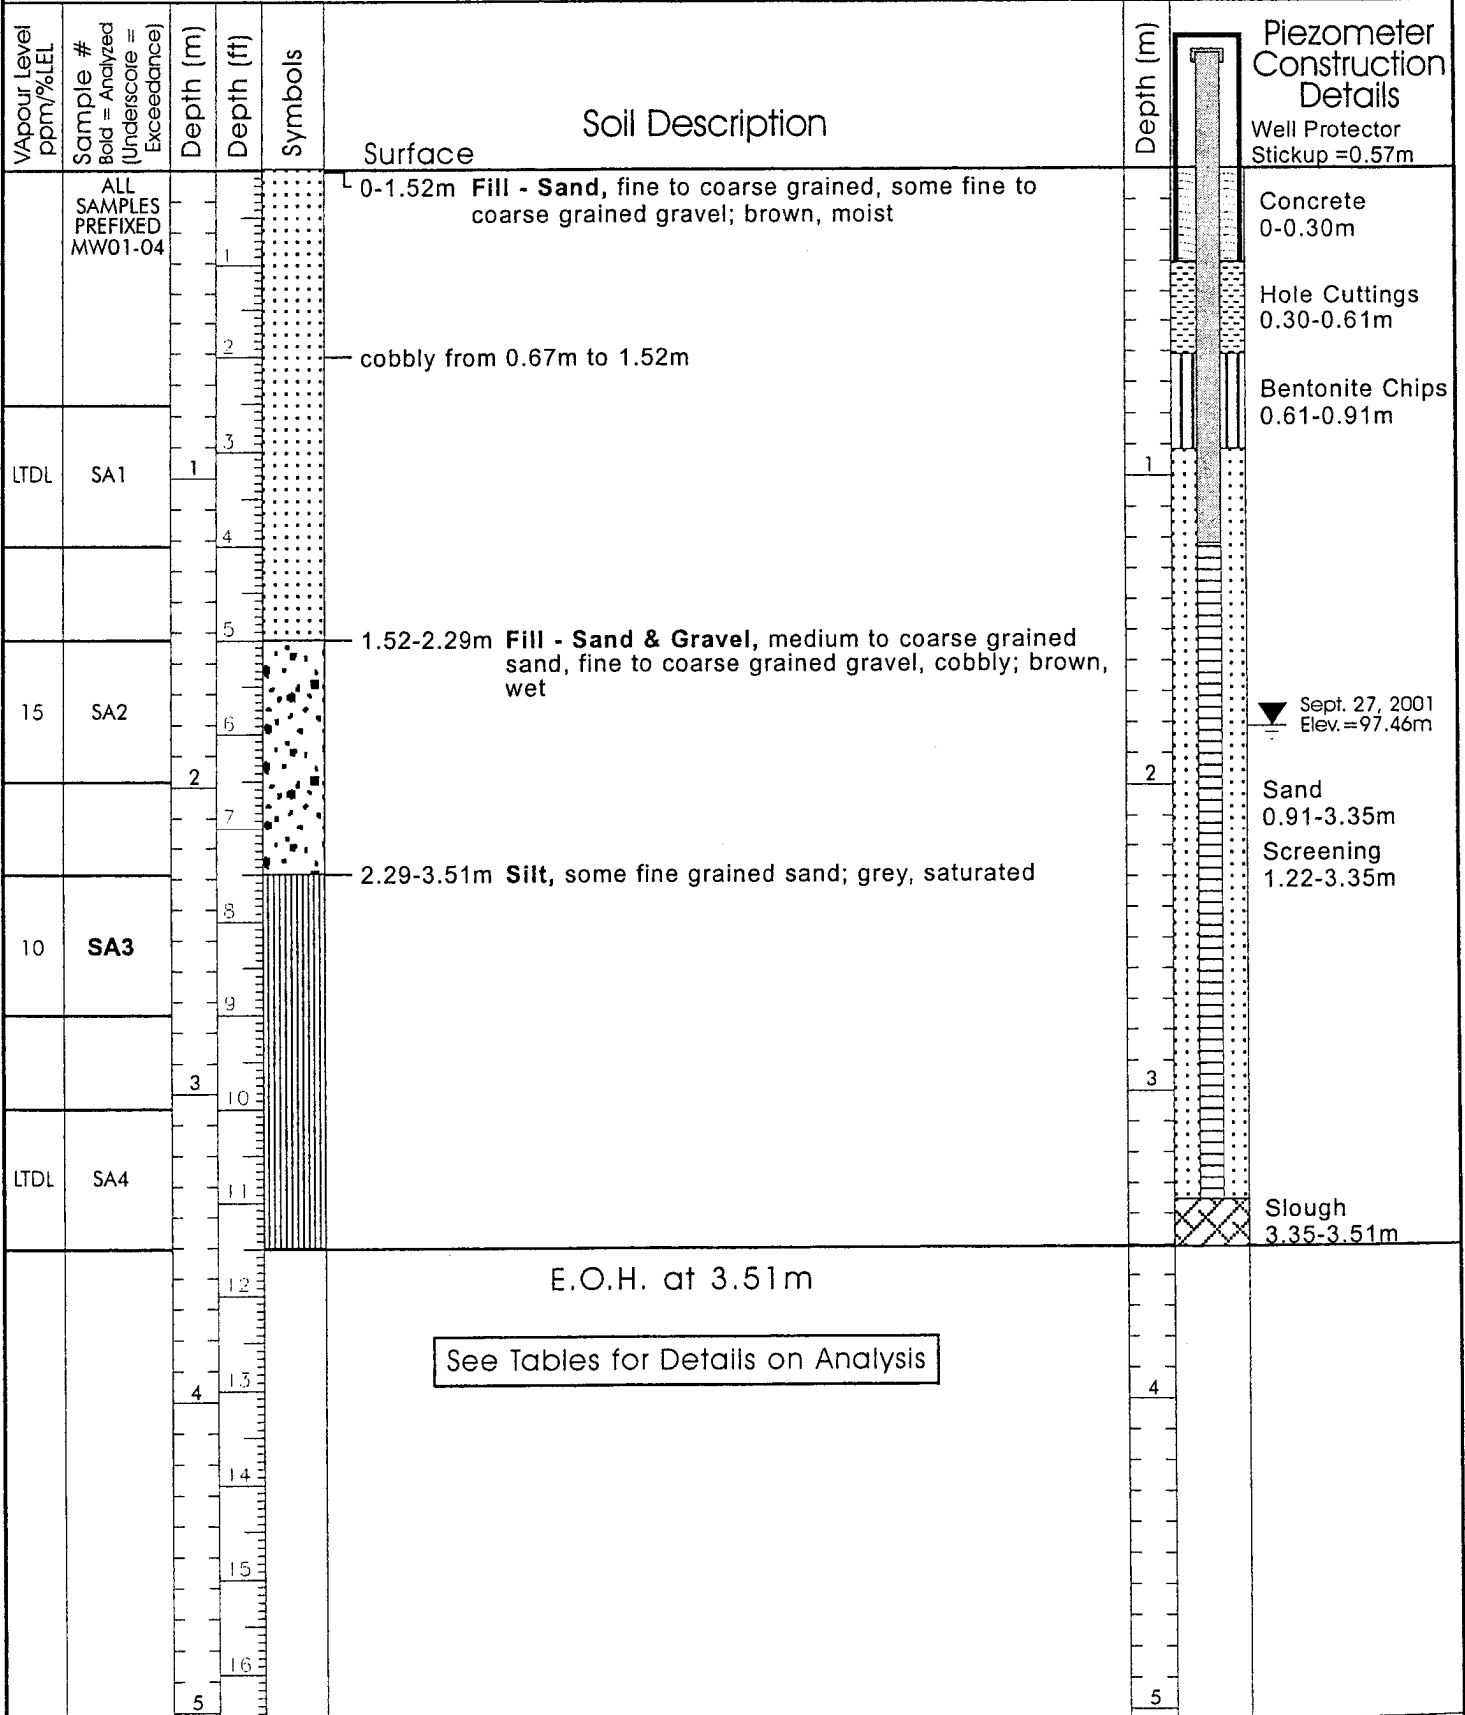 VApour Level
ppm/%LEL
Sample #
Bold = Analyzed
(Underscore =
Exceedance)
Depth (m)
Depth (ft)
Symbols
Soil Description
Surface
Depth (m)
Piezometer
Construction
Details
Well Protector
Stickup =0.57m
ALL
SAMPLES
PREFIXED
MW01-04
0-1.52m Fill - Sand, fine to coarse grained, some fine to
coarse grained gravel; brown, moist
Concrete
0-0.30m
1
Hole Cuttings
0.30-0.61m
2
cobbly from 0.67m to 1.52m
Bentonite Chips
0.61-0.91m
3
LTDL
SA1
1
1
4
5
1.52-2.29m Fill - Sand & Gravel, medium to coarse grained
sand, fine to coarse grained gravel, cobbly; brown,
wet
15
SA2
6
Sept. 27, 2001
Elev.=97.46m
2
2
Sand
0.91-3.35m
7
Screening
1.22-3.35m
2.29-3.51m Silt, some fine grained sand; grey, saturated
8
10
SA3
9
3
3
10
LTDL
SA4
11
Slough
3.35-3.51m
E.O.H. at 3.51m
12
See Tables for Details on Analysis
13
4
4
14
15
16
5
5